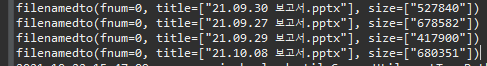 filenamedto(fnum=0, title=["21.09.30 보고서.pptx"], size=["527840"])
filenamedto(fnum=0, title=["21.09.27 보고서.pptx"], size=["678582"])
filenamedto(fnum=0, title=["21.09.29 보고서.pptx"], size=["417900"])
filenamedto(fnum=0, title=["21.10.08 보고서.pptx"], size=["680351"])